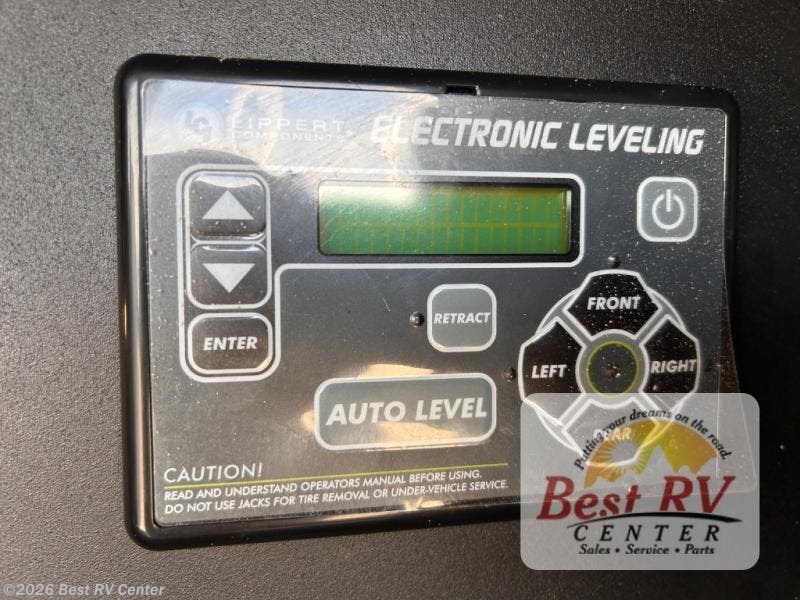 LIPPERT
COMPONENTS
ELECTRONIC LEVELING
ENTER
RETRACT
AUTO LEVEL
FRONT
LEFT
RIGHT
REAR
CAUTION!
READ AND UNDERSTAND OPERATORS MANUAL BEFORE USING.
DO NOT USE JACKS FOR TIRE REMOVAL OR UNDER-VEHICLE SERVICE.
Putting your dreams on the road.
Best RV
CENTER
Sales • Service • Parts
©2026 Best RV Center